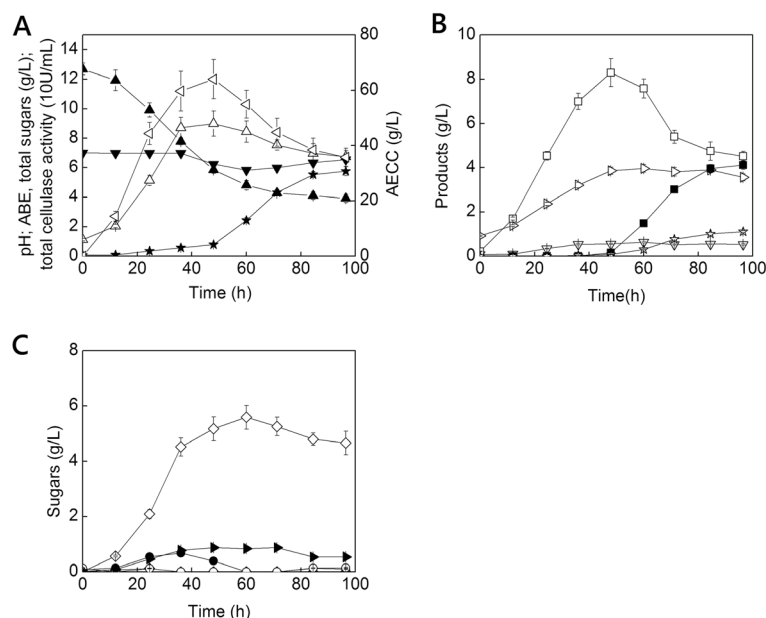 A
pH; ABE, total sugars (g/L);
total cellulase activity (10U/mL)
14
12
10
8
6
4
2
0
80
60
40
20
0
AECC (g/L)
0 20 40 60 80 100
Time (h)
B
Products (g/L)
10
8
6
4
2
0
0 20 40 60 80 100
Time(h)
C
Sugars (g/L)
8
6
4
2
0
0 20 40 60 80 100
Time (h)